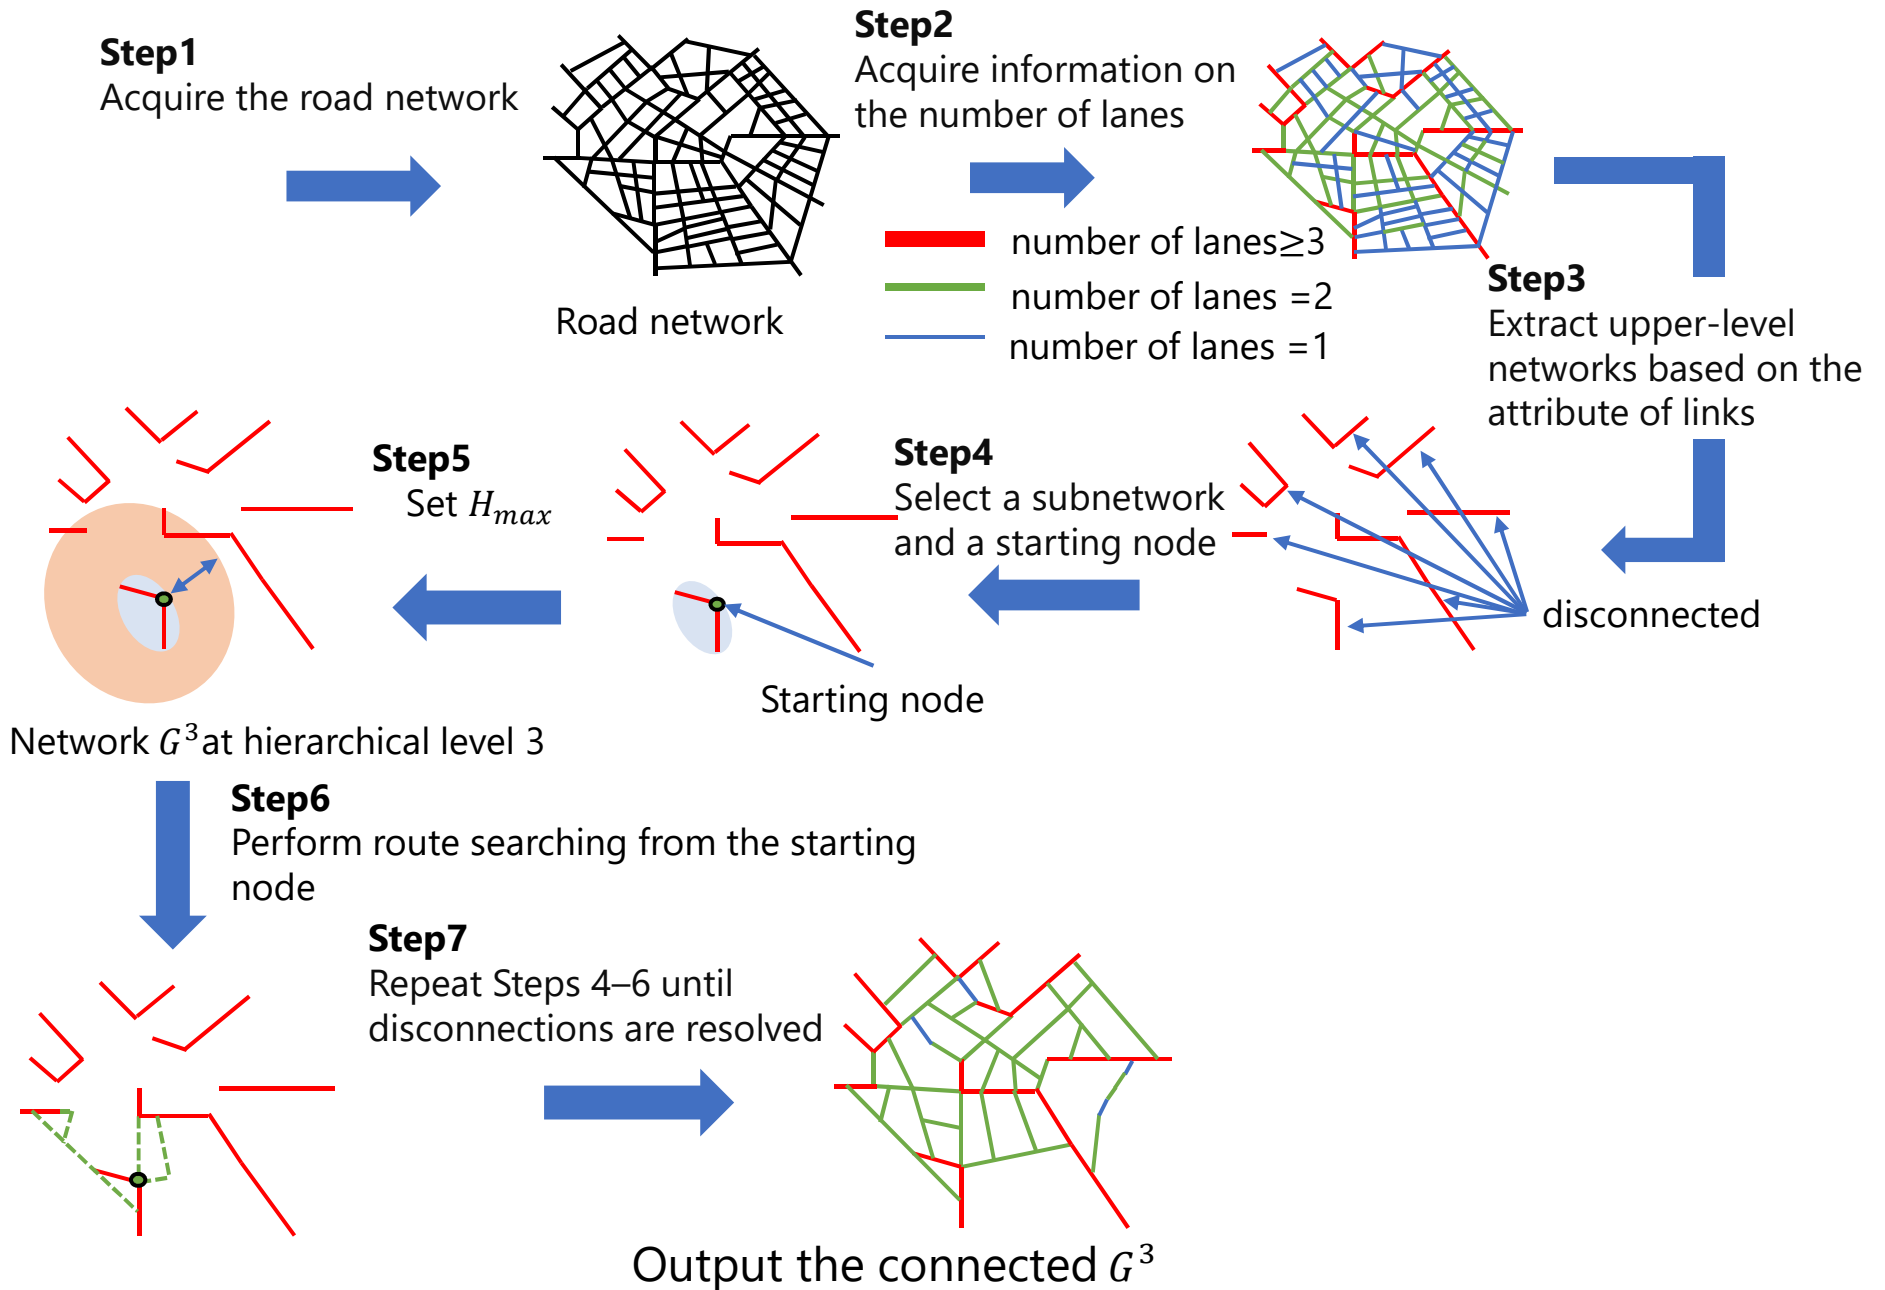 Step1
Acquire the road network
Road network
Step2
Acquire information on
the number of lanes
number of lanes≥3
number of lanes =2
number of lanes =1
Step3
Extract upper-level
networks based on the
attribute of links
disconnected
Step4
Select a subnetwork
and a starting node
Starting node
Step5
Set H_max
Network G³at hierarchical level 3
Step6
Perform route searching from the starting
node
Step7
Repeat Steps 4–6 until
disconnections are resolved
Output the connected G³